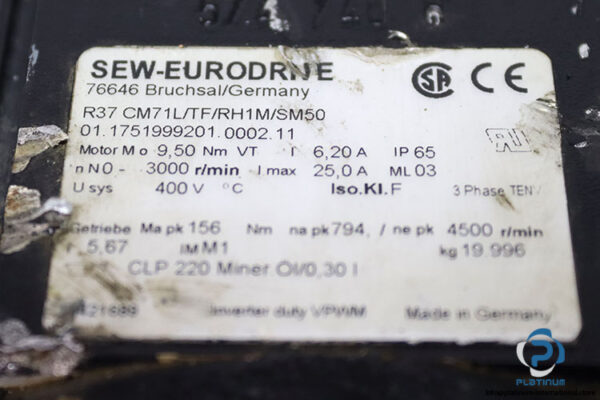 SEW-EURODRIVE
76646 Bruchsal/Germany
R37 CM71L/TF/RH1M/SM50
01.1751999201.0002.11
Motor Mo 9,50 Nm VT I 6,20 A IP 65
nN0- 3000 r/min I max 25,0 A ML 03
U sys 400 V °C Iso.Kl. F 3 Phase TENV
Getriebe Ma pk 156 Nm na pk 794, / ne pk 4500 r/min
5,67 IM M1 kg 19.996
CLP 220 Miner Öl/0,30 l
Inverter duty VPWM Made in Germany
PLATINUM